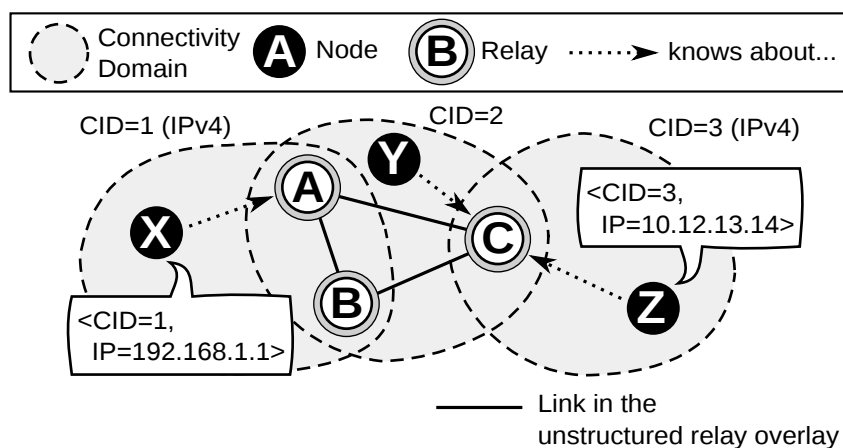 Connectivity
Domain
A
Node
B
Relay
knows about...
CID=1 (IPv4)
CID=2
CID=3 (IPv4)
Y
A
<CID=3,
IP=10.12.13.14>
X
C
B
Z
<CID=1,
IP=192.168.1.1>
Link in the
unstructured relay overlay